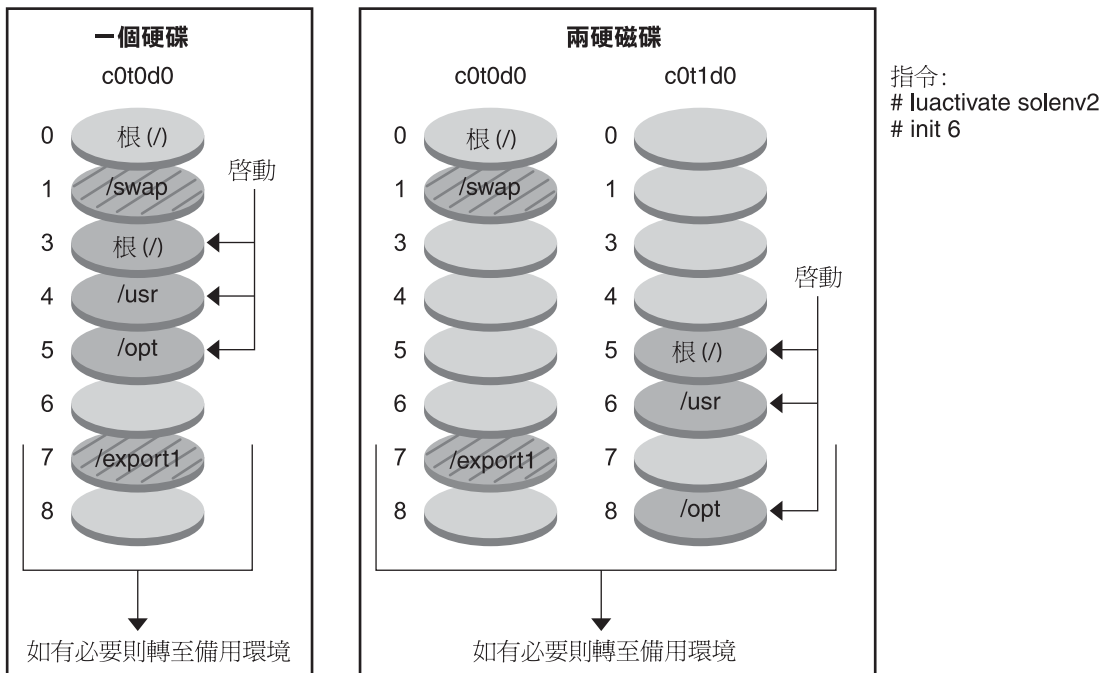 一個硬碟
c0t0d0
0 根 (/)
啓動
1 /swap
3 根 (/)
4 /usr
5 /opt
6
7 /export1
8
如有必要則轉至備用環境
兩硬磁碟
c0t0d0
0 根 (/)
1 /swap
3
4
5
6
7 /export1
8
c0t1d0
0
1
3
4
啓動
5 根 (/)
6 /usr
7
8 /opt
如有必要則轉至備用環境
指令:
# luactivate solenv2
# init 6